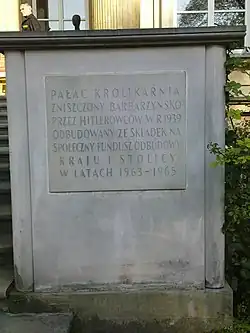 PAŁAC KRÓLIKARNIA
ZNISZCZONY BARBARZYŃSKO
PRZEZ HITLEROWCÓW W R 1939
ODBUDOWANY ZE SKŁADEK NA
SPOŁECZNY FUNDUSZ ODBUDOWY
KRAJU I STOLICY
W LATACH 1963-1965